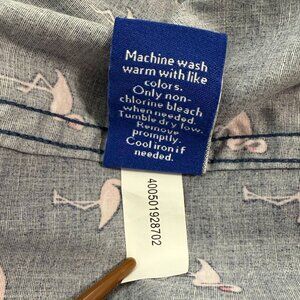 Machine wash
warm with like
colors.
Only non-
chlorine bleach
when needed.
Tumble dry low.
Remove
promptly.
Cool iron if
needed.
400501928702